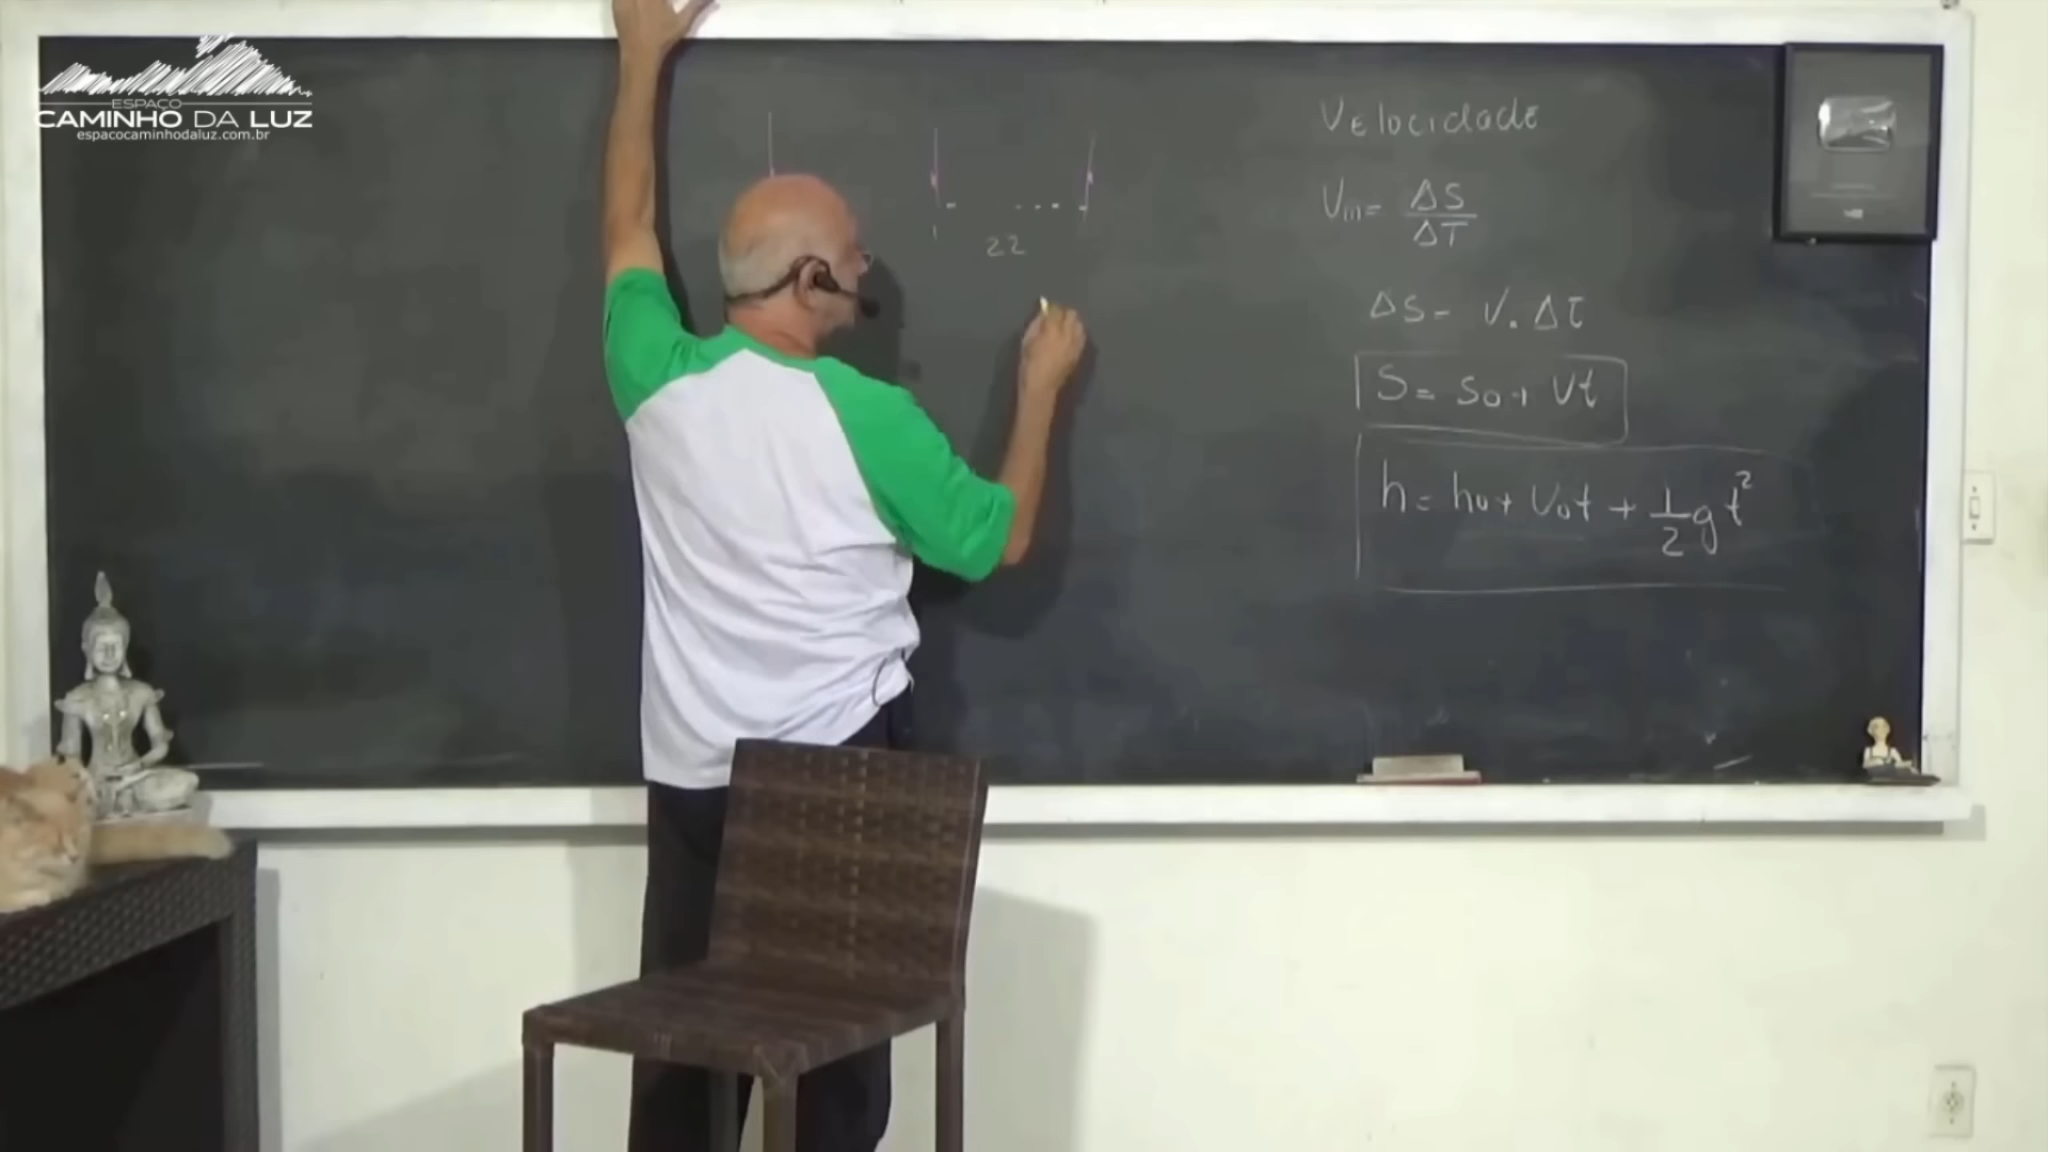 ESPAÇO
CAMINHO DA LUZ
espacocaminhodaluz.com.br
22
Velocidade
Vm = ΔS/ΔT
ΔS = V. ΔT
S = S0 + Vt
h = h0 + V0t + 1/2 gt²